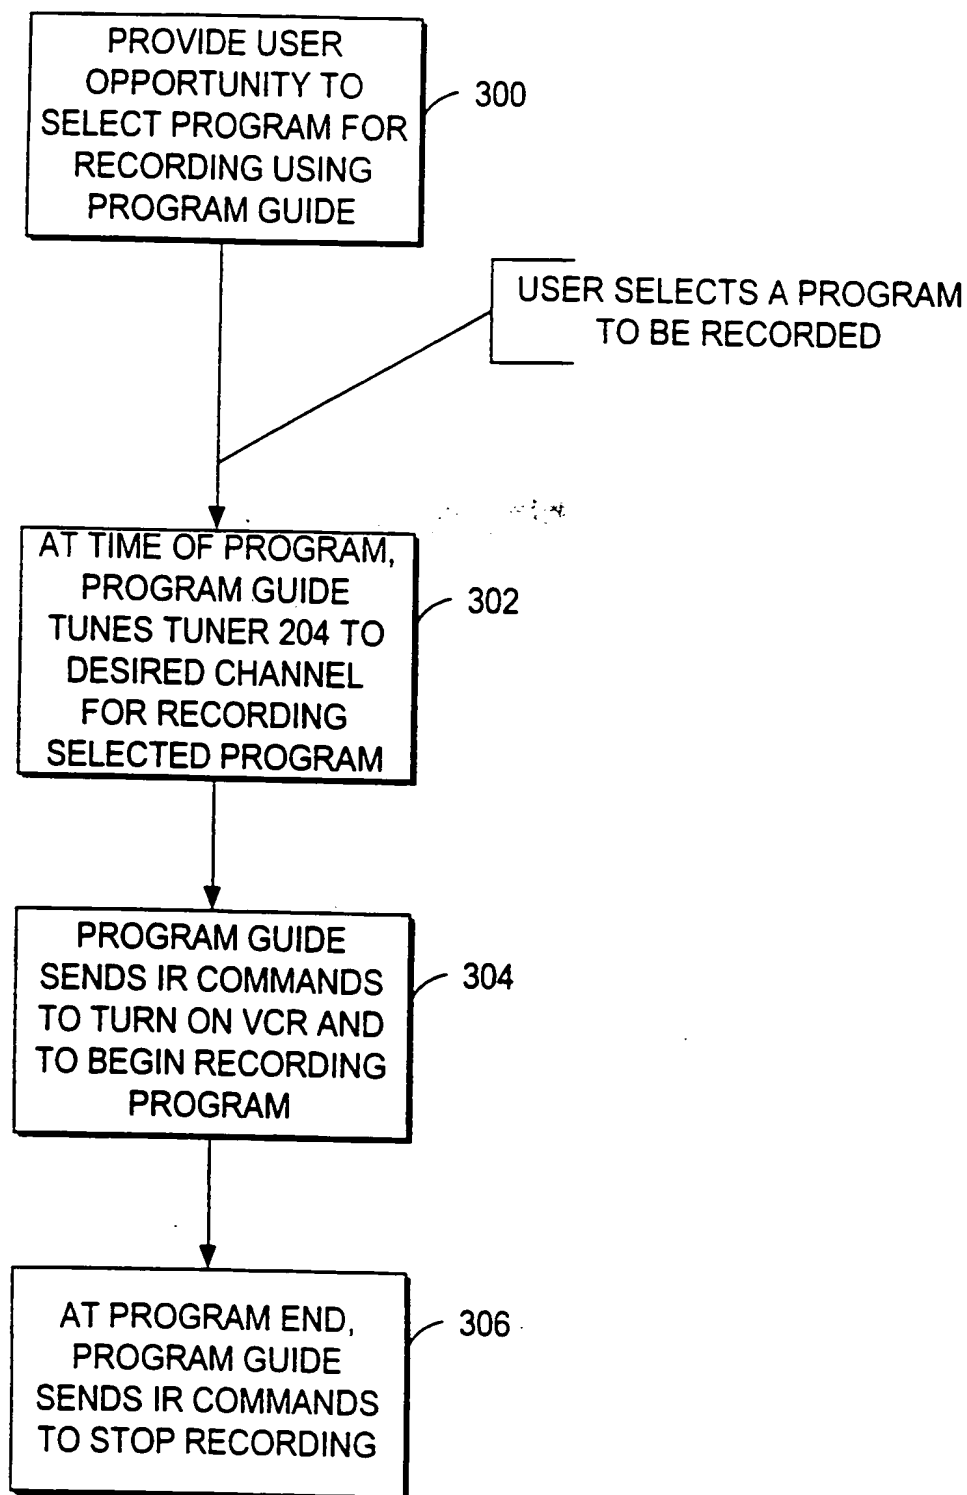 PROVIDE USER
OPPORTUNITY TO
SELECT PROGRAM FOR
RECORDING USING
PROGRAM GUIDE
300
USER SELECTS A PROGRAM
TO BE RECORDED
AT TIME OF PROGRAM,
PROGRAM GUIDE
TUNES TUNER 204 TO
DESIRED CHANNEL
FOR RECORDING
SELECTED PROGRAM
302
PROGRAM GUIDE
SENDS IR COMMANDS
TO TURN ON VCR AND
TO BEGIN RECORDING
PROGRAM
304
AT PROGRAM END,
PROGRAM GUIDE
SENDS IR COMMANDS
TO STOP RECORDING
306